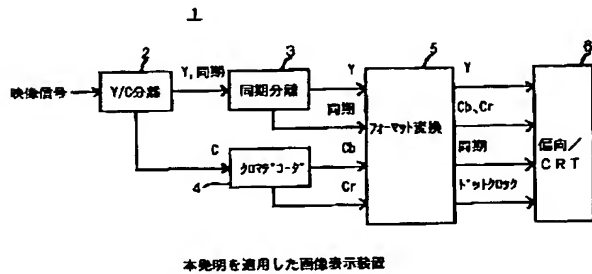 1
2
3
5
6
映像信号
Y/C分離
Y,同期
同期分離
Y
同期
フォーマット変換
Y
Cb、Cr
同期
ドットクロック
偏向/
CRT
C
4
クロマデコーダ
Cb
Cr
本発明を適用した画像表示装置